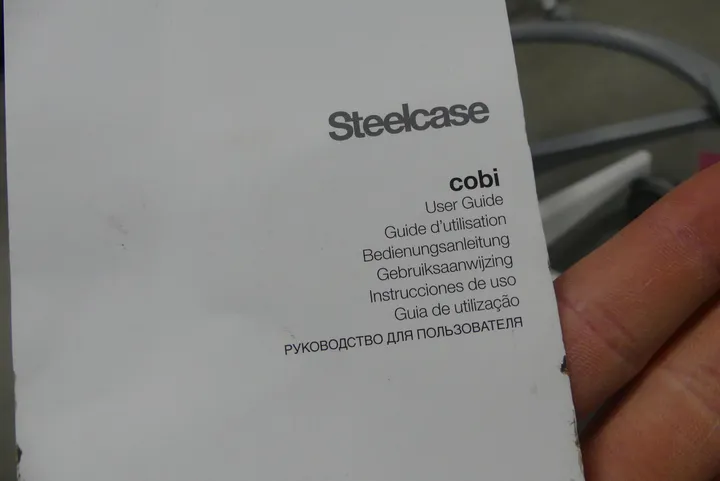 Steelcase
cobi
User Guide
Guide d'utilisation
Bedienungsanleitung
Gebruiksaanwijzing
Instrucciones de uso
Guia de utilização
РУКОВОДСТВО ДЛЯ ПОЛЬЗОВАТЕЛЯ